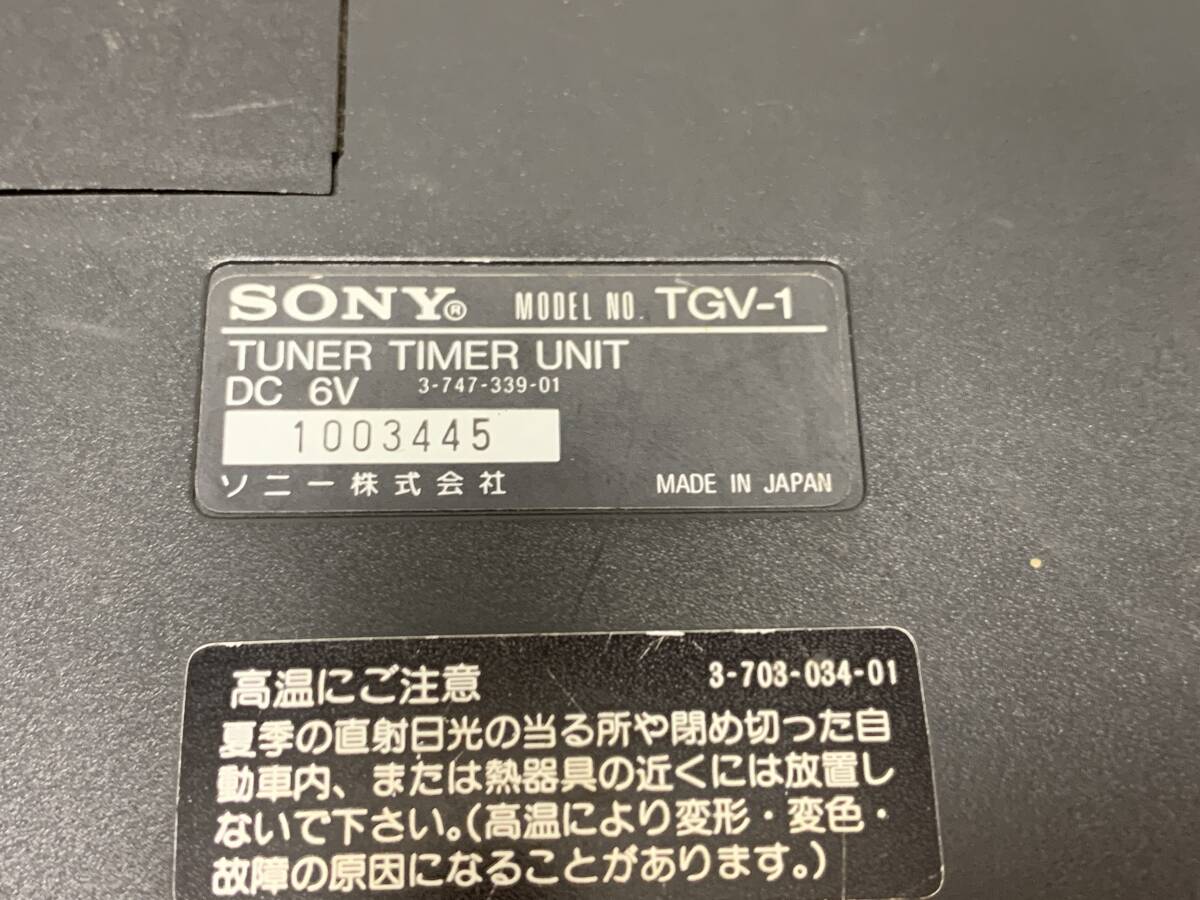 SONY® MODEL NO. TGV-1
TUNER TIMER UNIT
DC 6V 3-747-339-01
1003445
ソニー株式会社 MADE IN JAPAN
高温にご注意 3-703-034-01
夏季の直射日光の当る所や閉め切った自
動車内、または熱器具の近くには放置し
ないで下さい。(高温により変形・変色・
故障の原因になることがあります。)